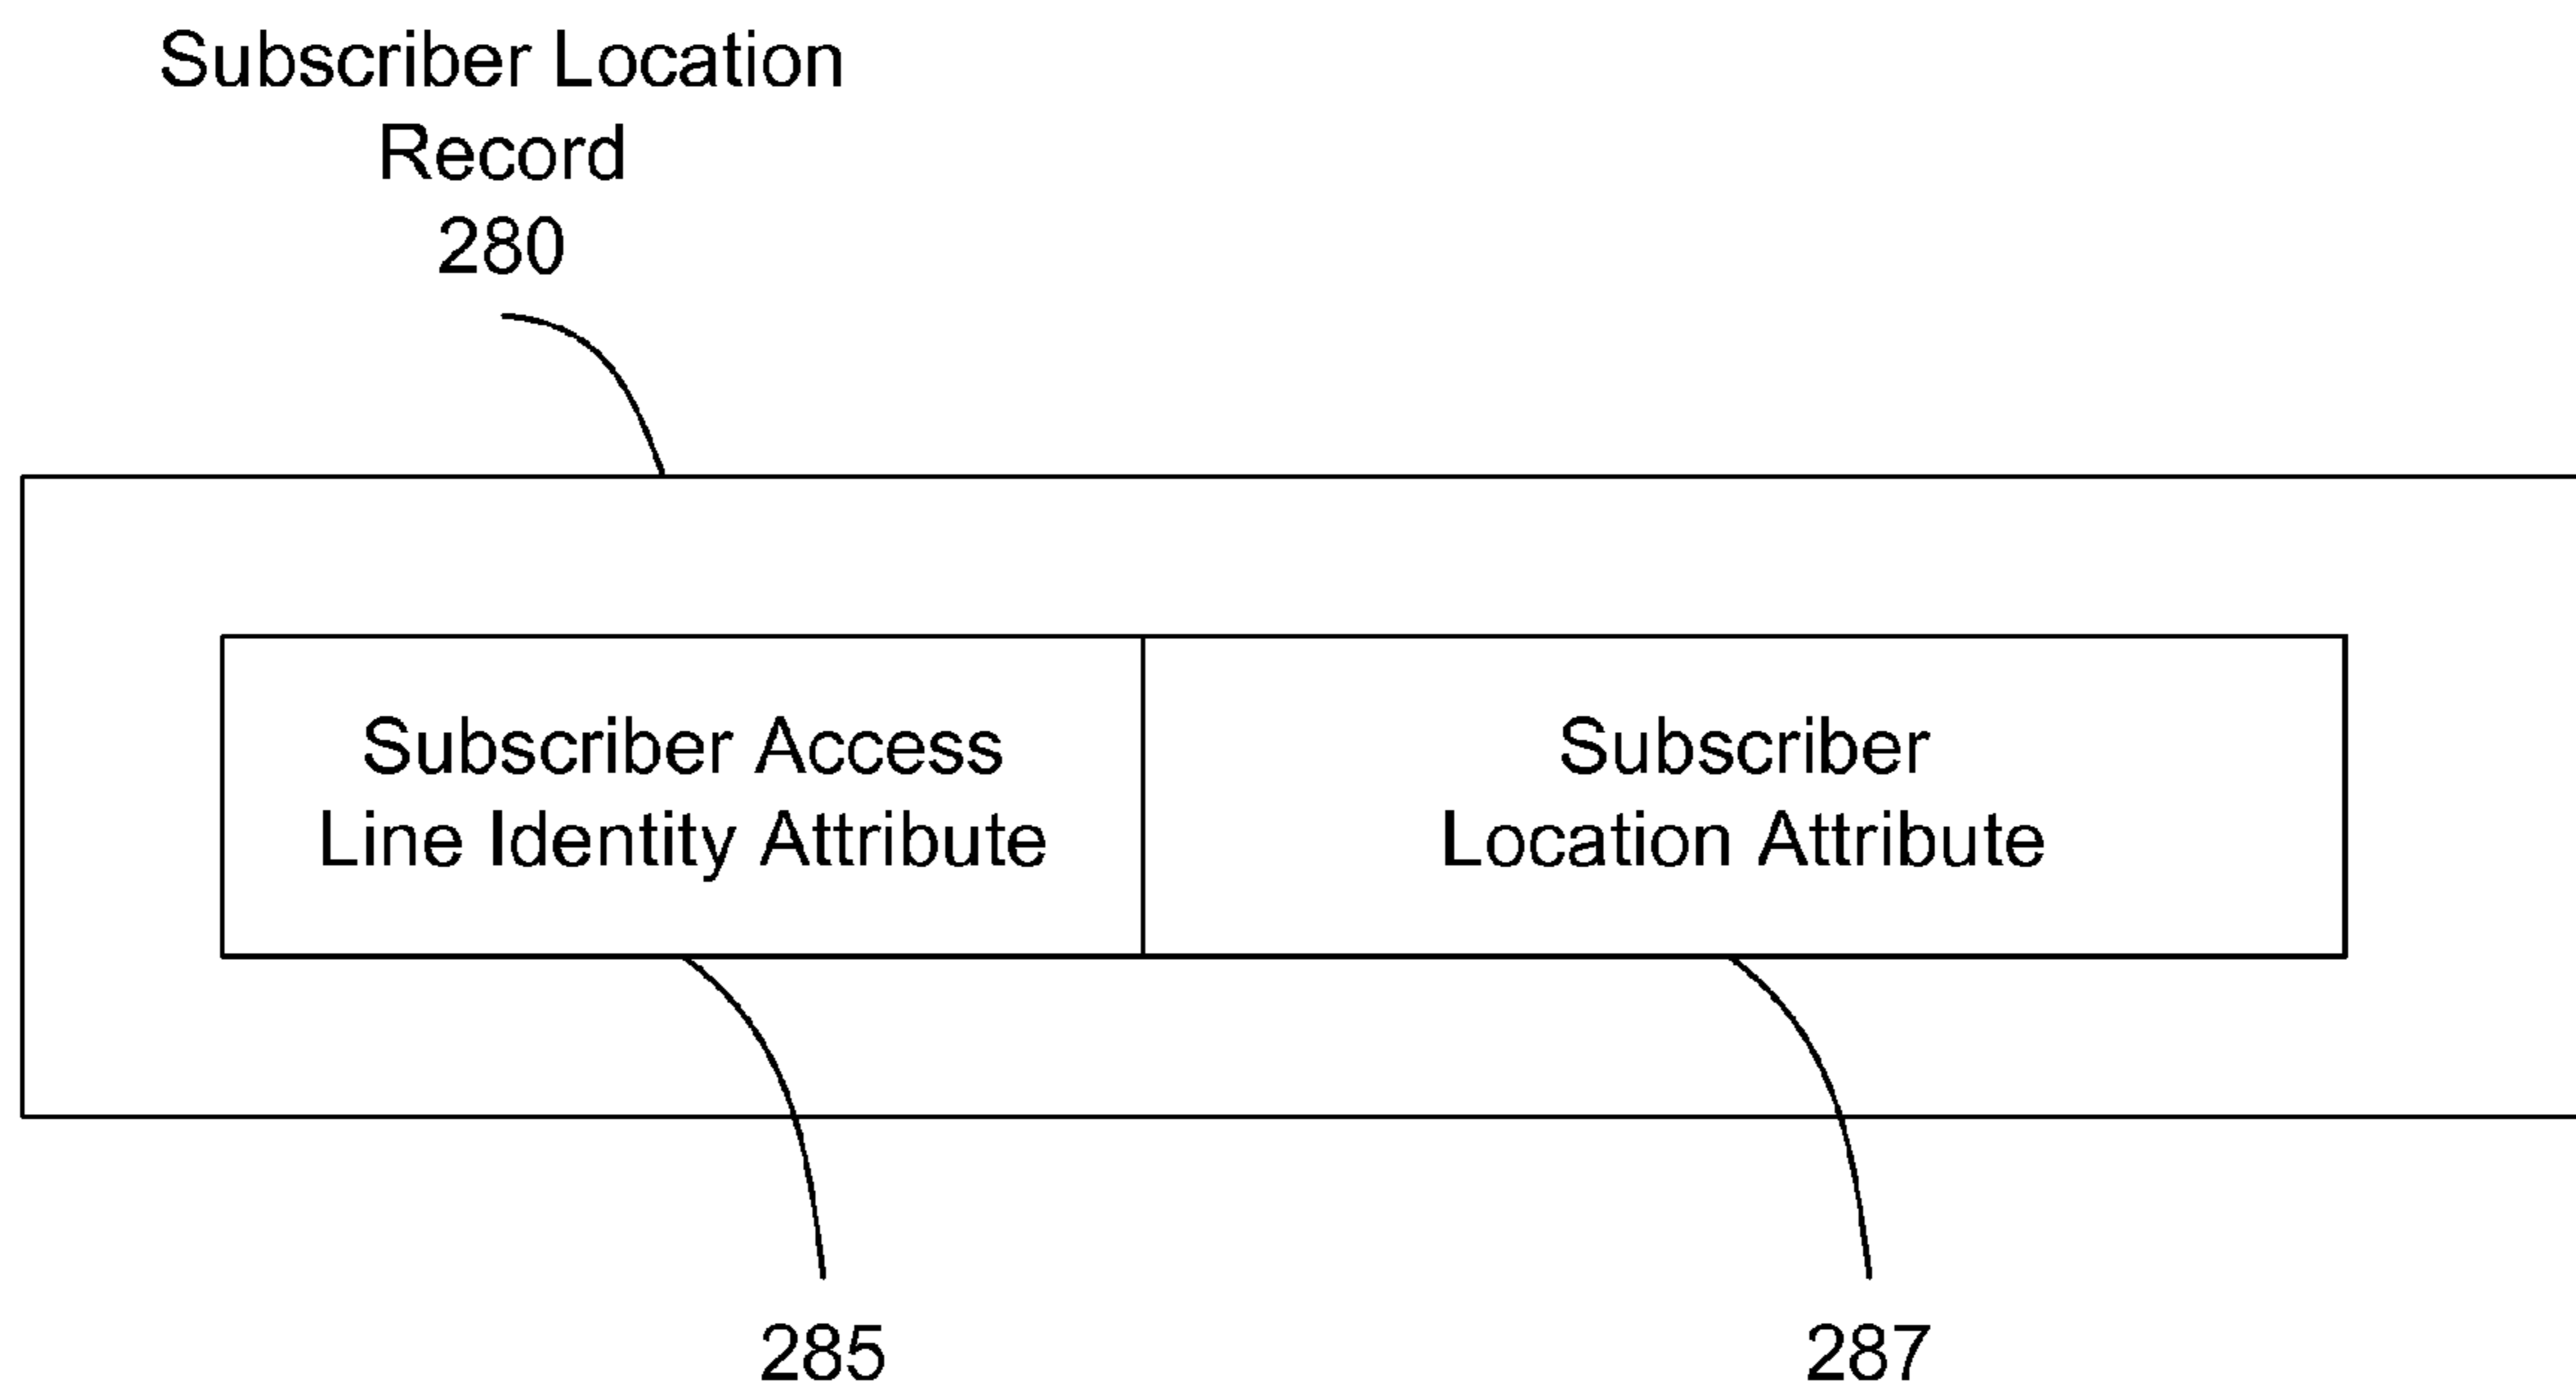 Subscriber Location
Record
280
Subscriber Access
Line Identity Attribute
Subscriber
Location Attribute
285
287